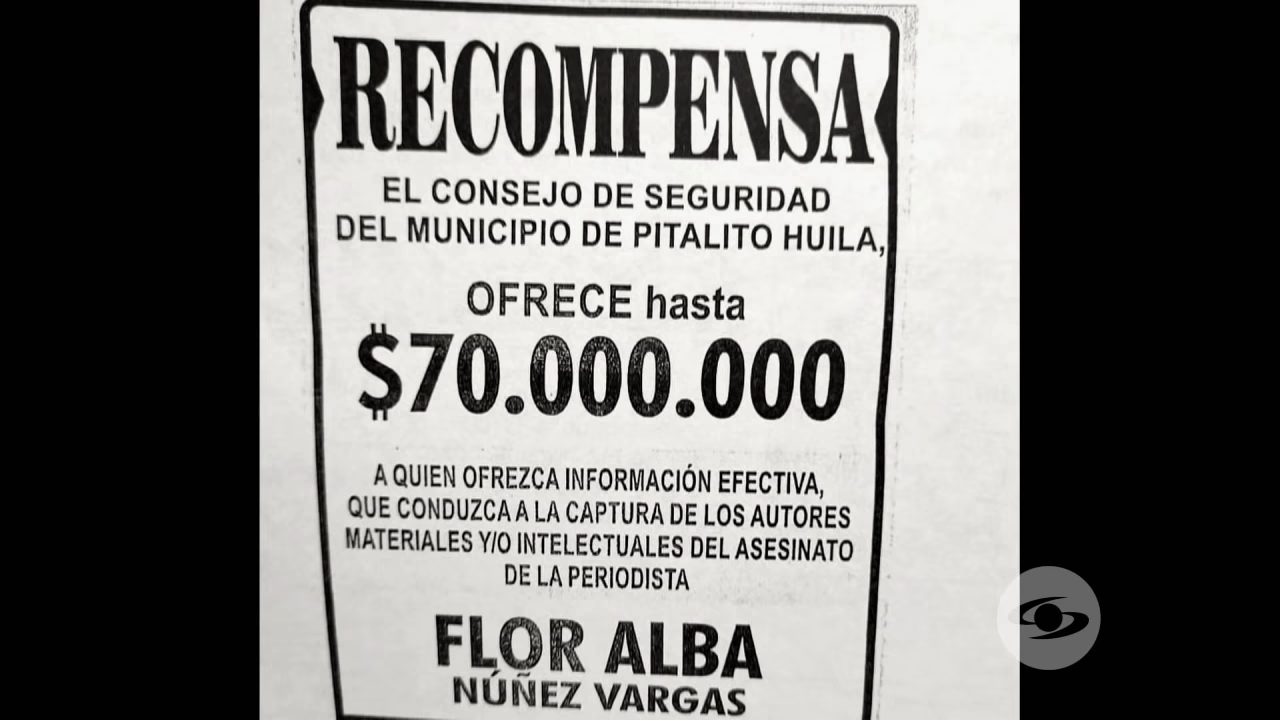 RECOMPENSA
EL CONSEJO DE SEGURIDAD
DEL MUNICIPIO DE PITALITO HUILA,
OFRECE hasta
$70.000.000
A QUIEN OFREZCA INFORMACIÓN EFECTIVA,
QUE CONDUZCA A LA CAPTURA DE LOS AUTORES
MATERIALES Y/O INTELECTUALES DEL ASESINATO
DE LA PERIODISTA
FLOR ALBA
NÚÑEZ VARGAS